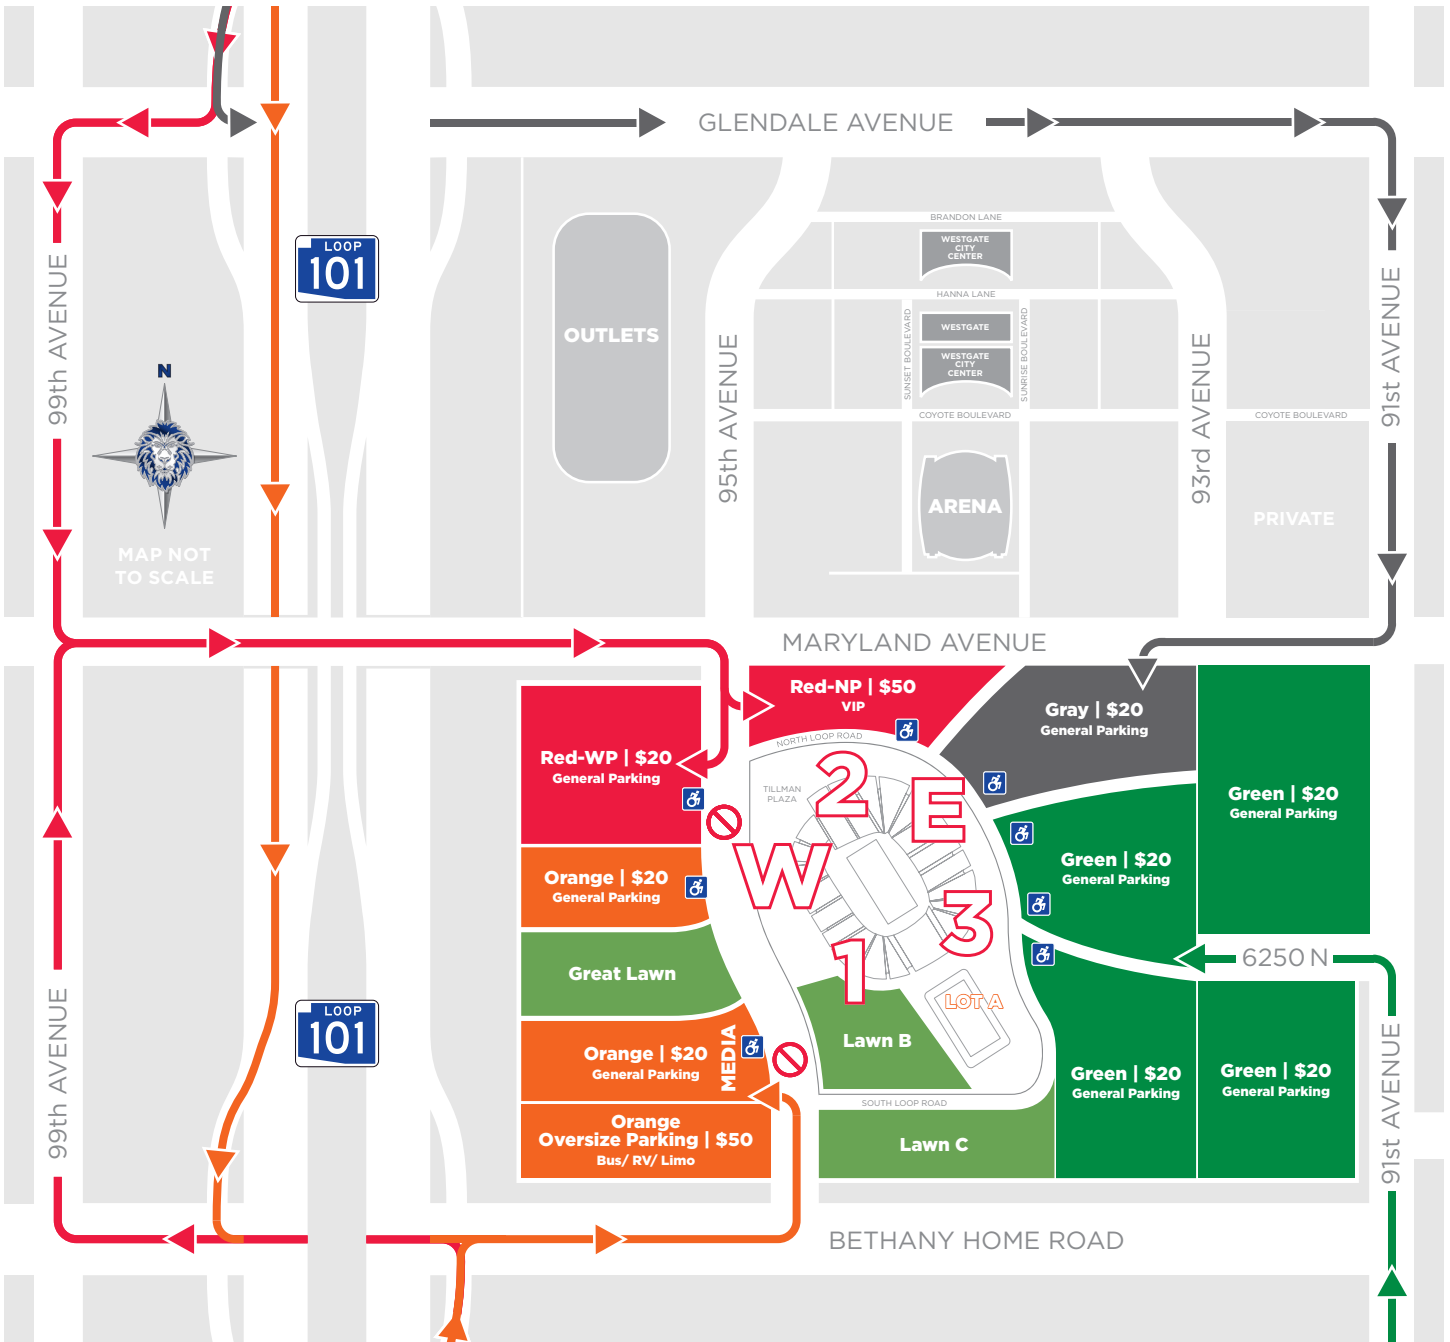 GLENDALE AVENUE
BRANDON LANE
WESTGATE
CITY
CENTER
LOOP
101
99th AVENUE
HANNA LANE
OUTLETS
95th AVENUE
SUNSET BOULEVARD
WESTGATE
SUNRISE BOULEVARD
WESTGATE
CITY
CENTER
93rd AVENUE
91st AVENUE
N
COYOTE BOULEVARD
COYOTE BOULEVARD
ARENA
PRIVATE
MAP NOT
TO SCALE
MARYLAND AVENUE
Red-NP | $50
VIP
Gray | $20
General Parking
NORTH LOOP ROAD
Red-WP | $20
General Parking
TILLMAN
PLAZA
2
E
Green | $20
General Parking
Green | $20
General Parking
W
Orange | $20
General Parking
3
Great Lawn
1
6250 N
LOT A
99th AVENUE
LOOP
101
Lawn B
Orange | $20
General Parking
MEDIA
Green | $20
General Parking
Green | $20
General Parking
91st AVENUE
SOUTH LOOP ROAD
Orange
Oversize Parking | $50
Bus/ RV/ Limo
Lawn C
BETHANY HOME ROAD